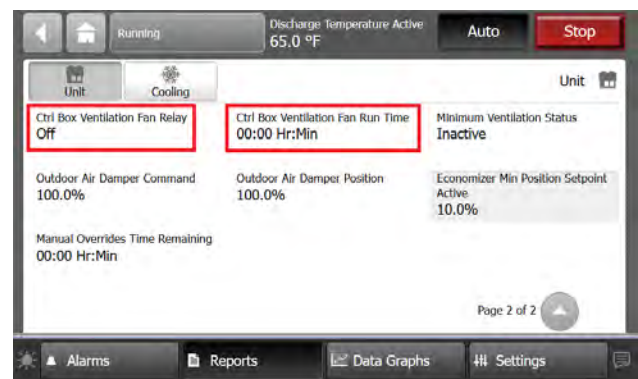 Running
Discharge Temperature Active
65.0 °F
Auto
Stop
Unit
Cooling
Unit
Ctrl Box Ventilation Fan Relay
Off
Ctrl Box Ventilation Fan Run Time
00:00 Hr:Min
Minimum Ventilation Status
Inactive
Outdoor Air Damper Command
100.0%
Outdoor Air Damper Position
100.0%
Economizer Min Position Setpoint
Active
10.0%
Manual Overrides Time Remaining
00:00 Hr:Min
Page 2 of 2
Alarms
Reports
Data Graphs
Settings